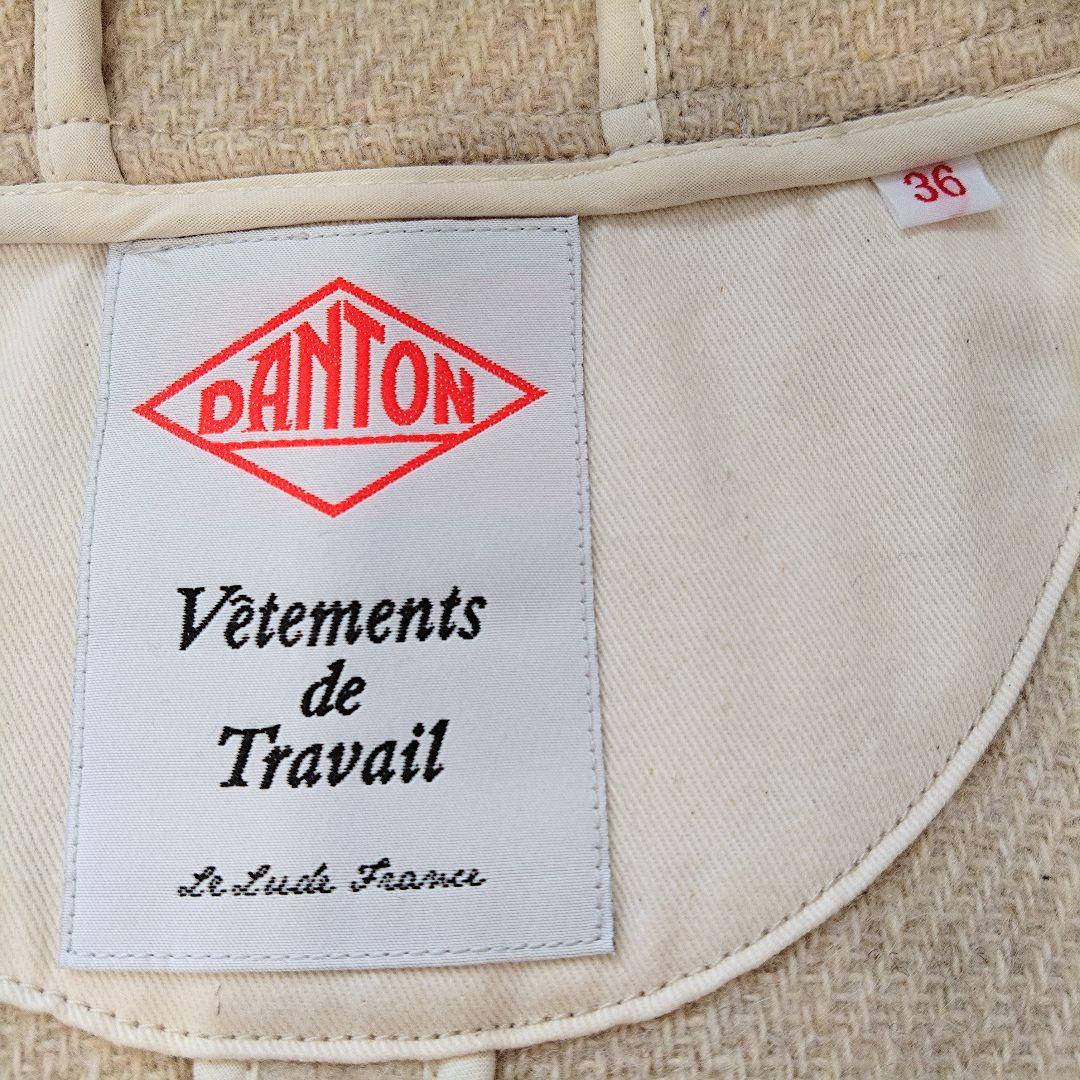 36
DANTON
Vêtements
de
Travail
Le Lude France